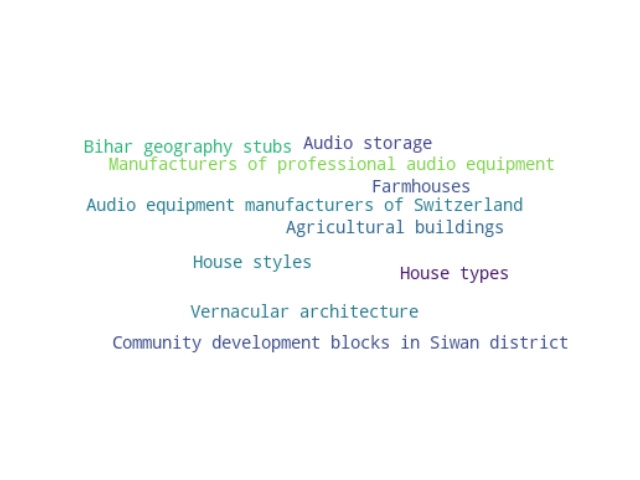 Bihar geography stubs
Audio storage
Manufacturers of professional audio equipment
Farmhouses
Audio equipment manufacturers of Switzerland
Agricultural buildings
House styles
House types
Vernacular architecture
Community development blocks in Siwan district